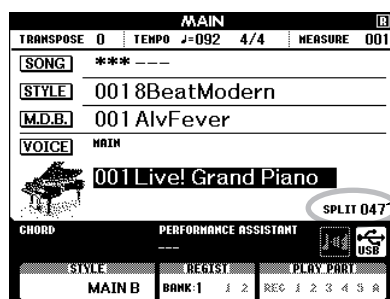 MAIN R
TRANSPOSE 0 TEMPO ♩=092 4/4 MEASURE 001
SONG *** ---
STYLE 001 8BeatModern
M.D.B. 001 AlvFever
VOICE MAIN
001 Live! Grand Piano
SPLIT 047
CHORD PERFORMANCE ASSISTANT
---
USB
STYLE REGIST PLAY PART
MAIN B BANK:1 1 2 REC 1 2 3 4 5 A